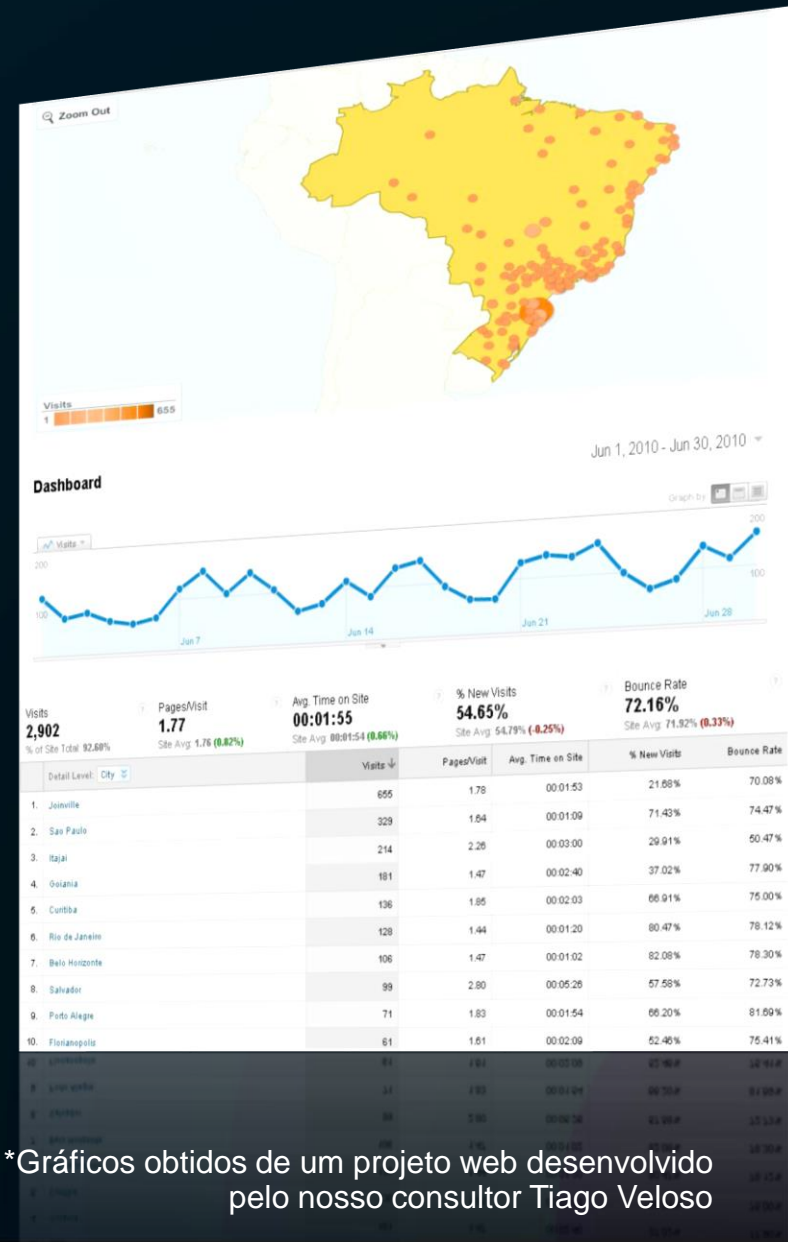 Zoom Out
Visits
1 655
Jun 1, 2010 - Jun 30, 2010
Dashboard
Graph by:
Visits
200 200
100 100
Jun 7 Jun 14 Jun 21 Jun 28
Visits Pages/Visit Avg. Time on Site % New Visits Bounce Rate
2,902 1.77 00:01:55 54.65% 72.16%
% of Site Total: 92.60% Site Avg: 1.76 (0.82%) Site Avg: 00:01:54 (0.66%) Site Avg: 54.79% (-0.25%) Site Avg: 71.92% (0.33%)
Detail Level: City Visits ↓ Pages/Visit Avg. Time on Site % New Visits Bounce Rate
1. Joinville 655 1.78 00:01:53 21.68% 70.08%
2. Sao Paulo 329 1.64 00:01:09 71.43% 74.47%
3. Itajai 214 2.26 00:03:00 29.91% 50.47%
4. Goiania 181 1.47 00:02:40 37.02% 77.90%
5. Curitiba 136 1.85 00:02:03 66.91% 75.00%
6. Rio de Janeiro 128 1.44 00:01:20 80.47% 78.12%
7. Belo Horizonte 106 1.47 00:01:02 82.08% 78.30%
8. Salvador 99 2.80 00:05:26 57.58% 72.73%
9. Porto Alegre 71 1.83 00:01:54 66.20% 81.69%
10. Florianopolis 61 1.61 00:02:09 52.46% 75.41%
*Gráficos obtidos de um projeto web desenvolvido
pelo nosso consultor Tiago Veloso